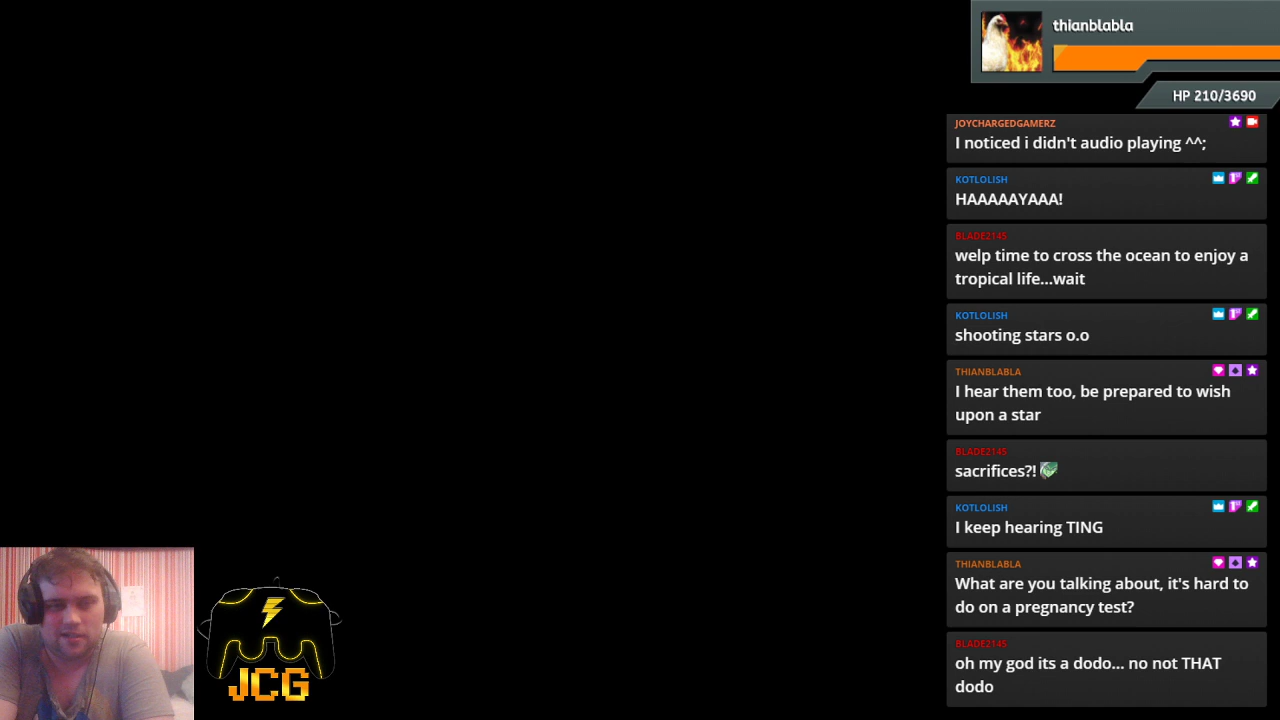 thianblabla
HP 210/3690
JOYCHARGEDGAMERZ
I noticed i didn't audio playing ^^;
KOTLOLISH
HAAAAAYAAA!
BLADE2145
welp time to cross the ocean to enjoy a
tropical life...wait
KOTLOLISH
shooting stars o.o
THIANBLABLA
I hear them too, be prepared to wish
upon a star
BLADE2145
sacrifices?!
KOTLOLISH
I keep hearing TING
THIANBLABLA
What are you talking about, it's hard to
do on a pregnancy test?
BLADE2145
oh my god its a dodo... no not THAT
dodo
JCG